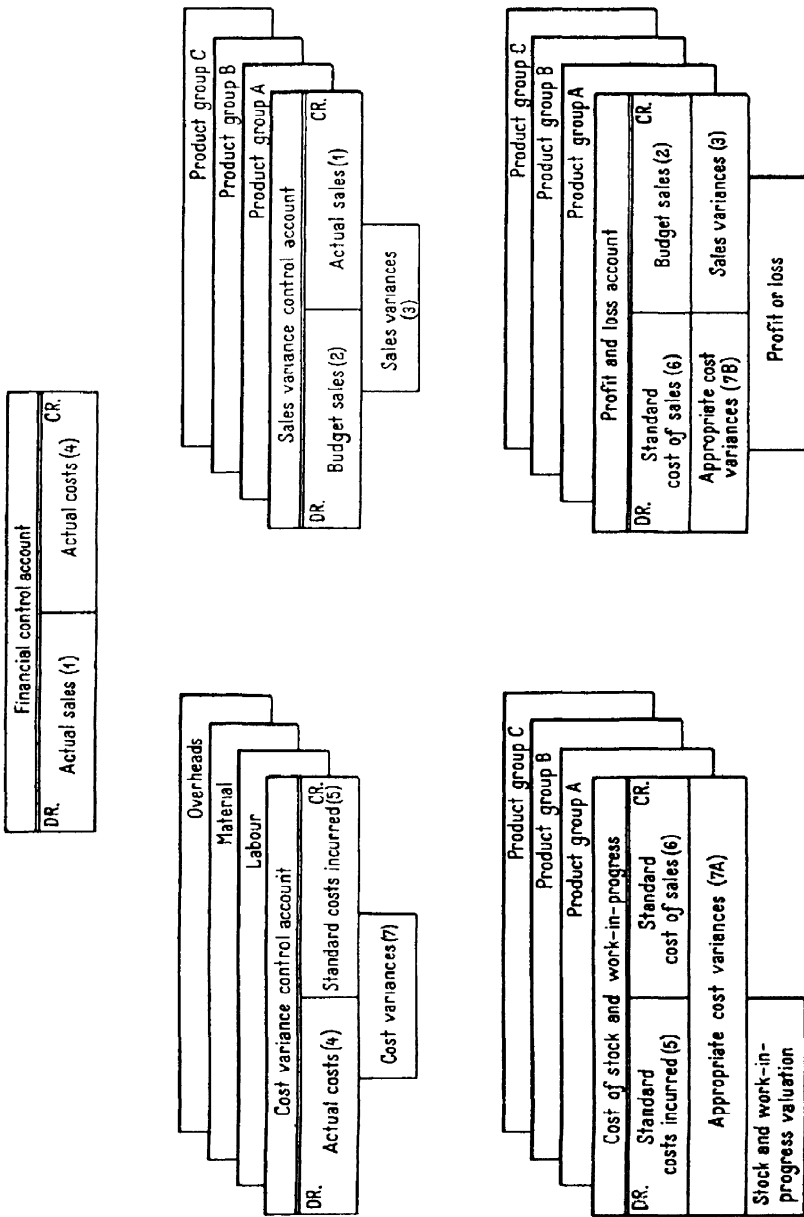 Financial control account
DR.
CR.
Actual sales (1)
Actual costs (4)
Overheads
Material
Labour
Cost variance control account
DR.
CR.
Actual costs (4)
Standard costs incurred (5)
Cost variances (7)
Product group C
Product group B
Product group A
Sales variance control account
DR.
CR.
Budget sales (2)
Actual sales (1)
Sales variances
(3)
Product group C
Product group B
Product group A
Cost of stock and work-in-progress
DR.
Standard
costs incurred (5)
CR.
Standard
cost of sales (6)
Appropriate cost variances (7A)
Stock and work-in-
progress valuation
Product group C
Product group B
Product group A
Profit and loss account
DR.
Standard
cost of sales (6)
CR.
Budget sales (2)
Appropriate cost
variances (7B)
Sales variances (3)
Profit or loss